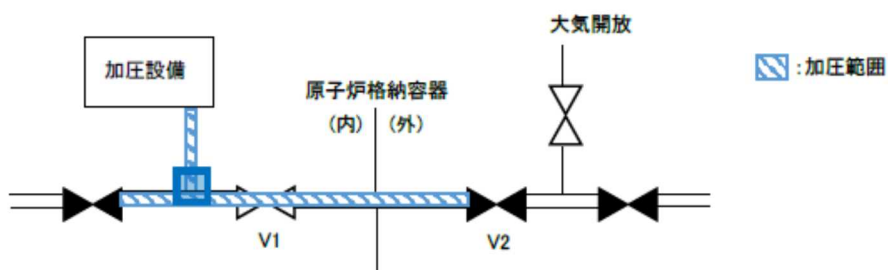 大気開放
加圧設備
:加圧範囲
原子炉格納容器
(内) (外)
V1
V2